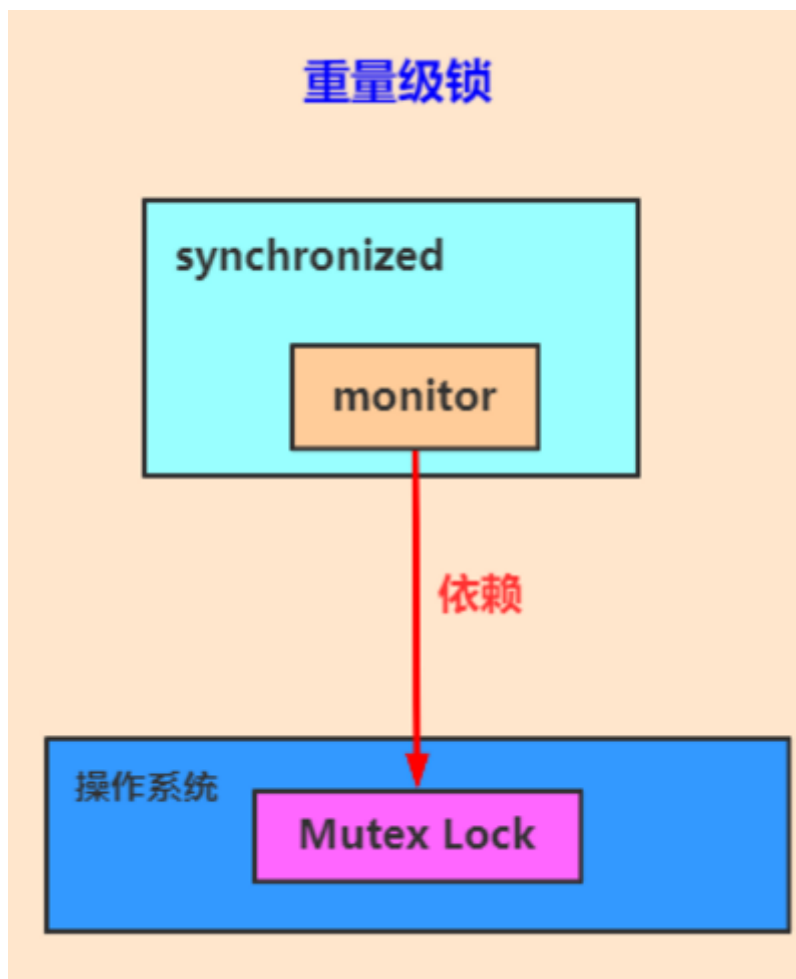 重量级锁
synchronized
monitor
依赖
操作系统
Mutex Lock